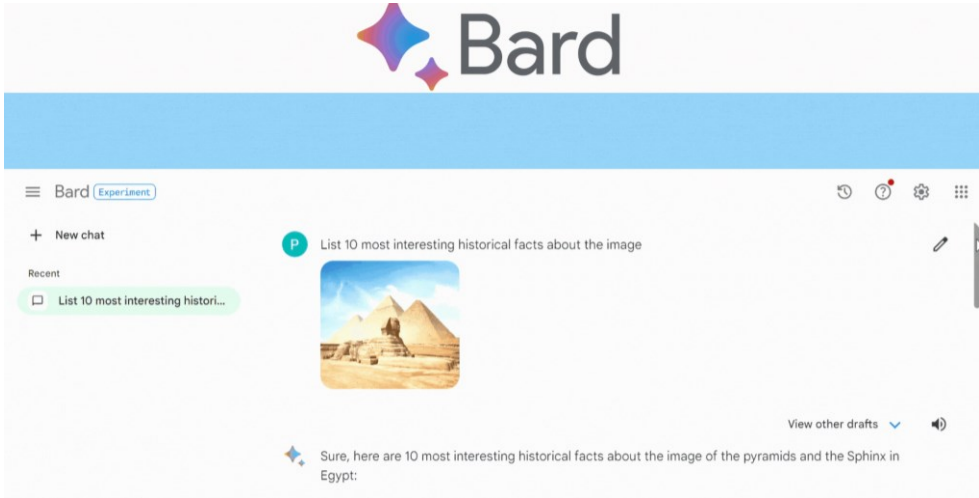 Bard
Bard Experiment
New chat
P List 10 most interesting historical facts about the image
Recent
List 10 most interesting histori...
View other drafts
Sure, here are 10 most interesting historical facts about the image of the pyramids and the Sphinx in
Egypt: